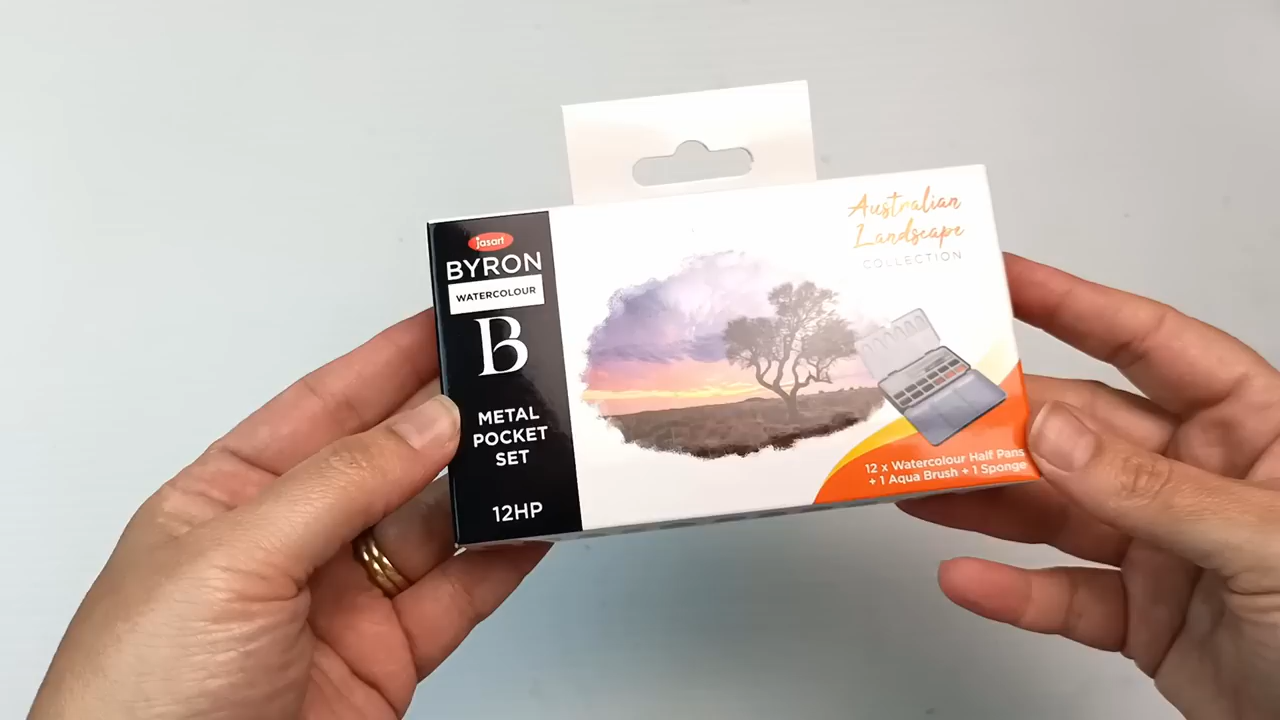 jasart
BYRON
WATERCOLOUR
B
METAL
POCKET
SET
12HP
Australian
Landscape
COLLECTION
12 x Watercolour Half Pans
+ 1 Aqua Brush + 1 Sponge